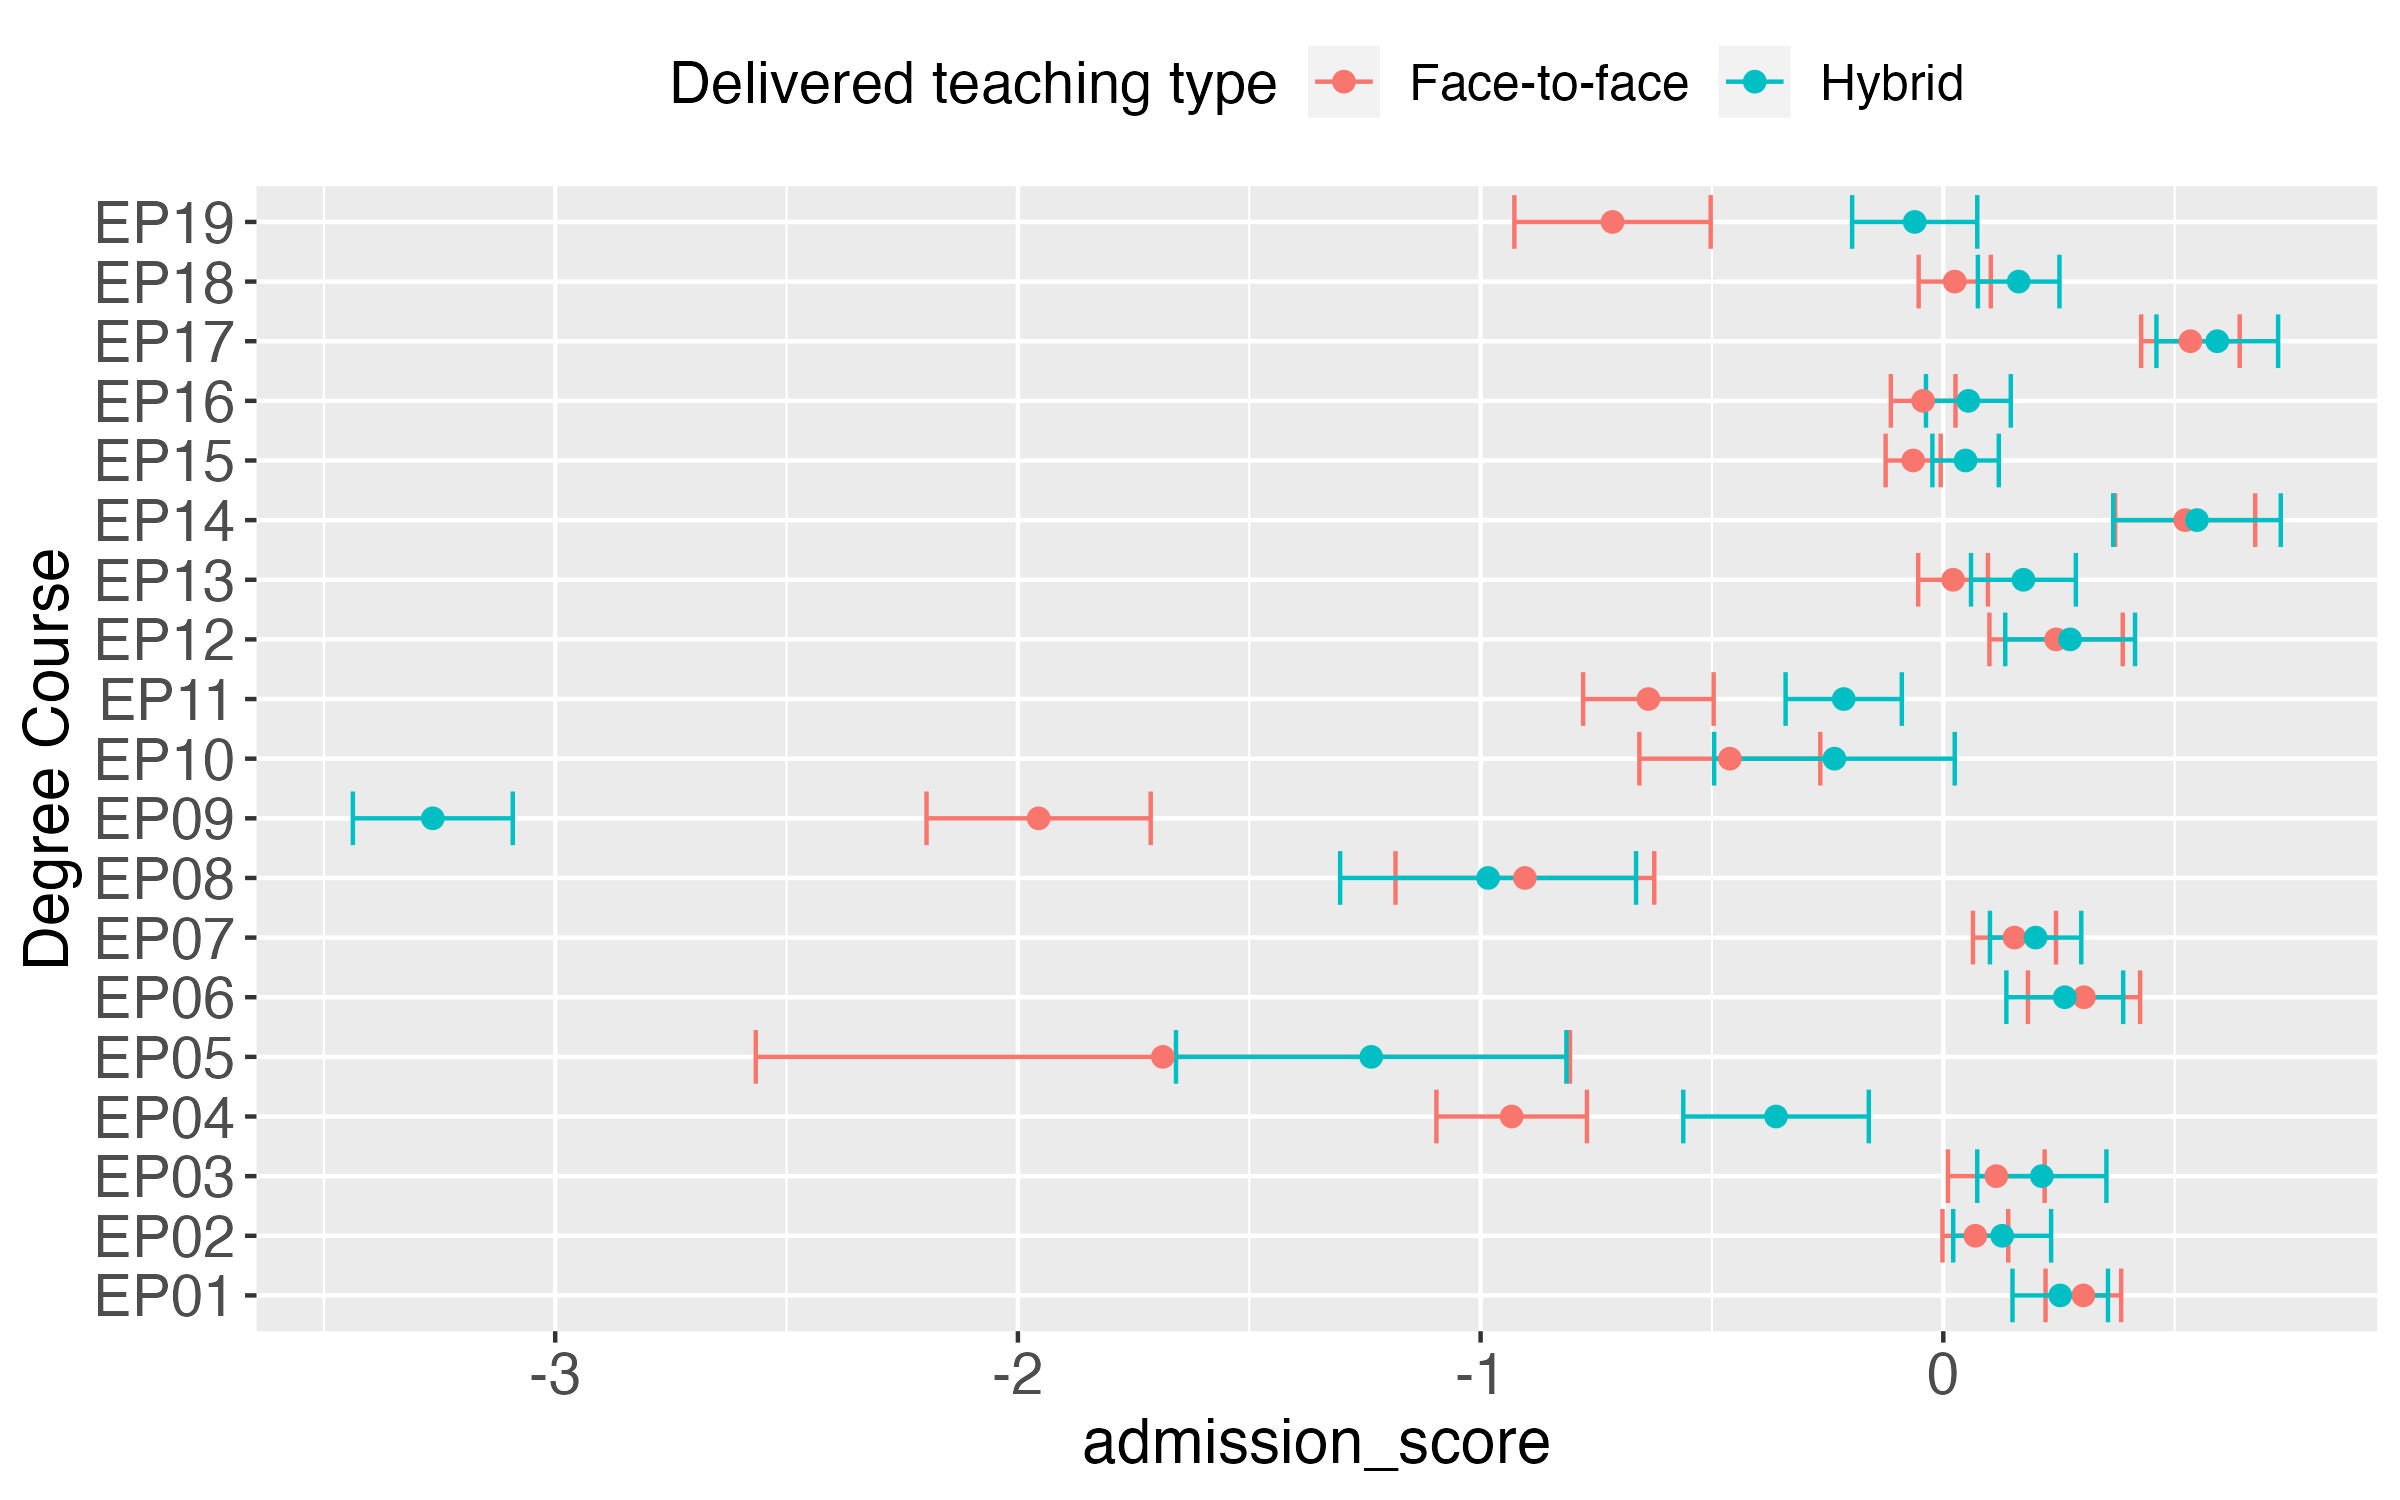 Delivered teaching type Face-to-face Hybrid
EP19
EP18
EP17
EP16
EP15
EP14
EP13
EP12
EP11
EP10
EP09
EP08
EP07
EP06
EP05
EP04
EP03
EP02
EP01
Degree Course
-3 -2 -1 0
admission_score